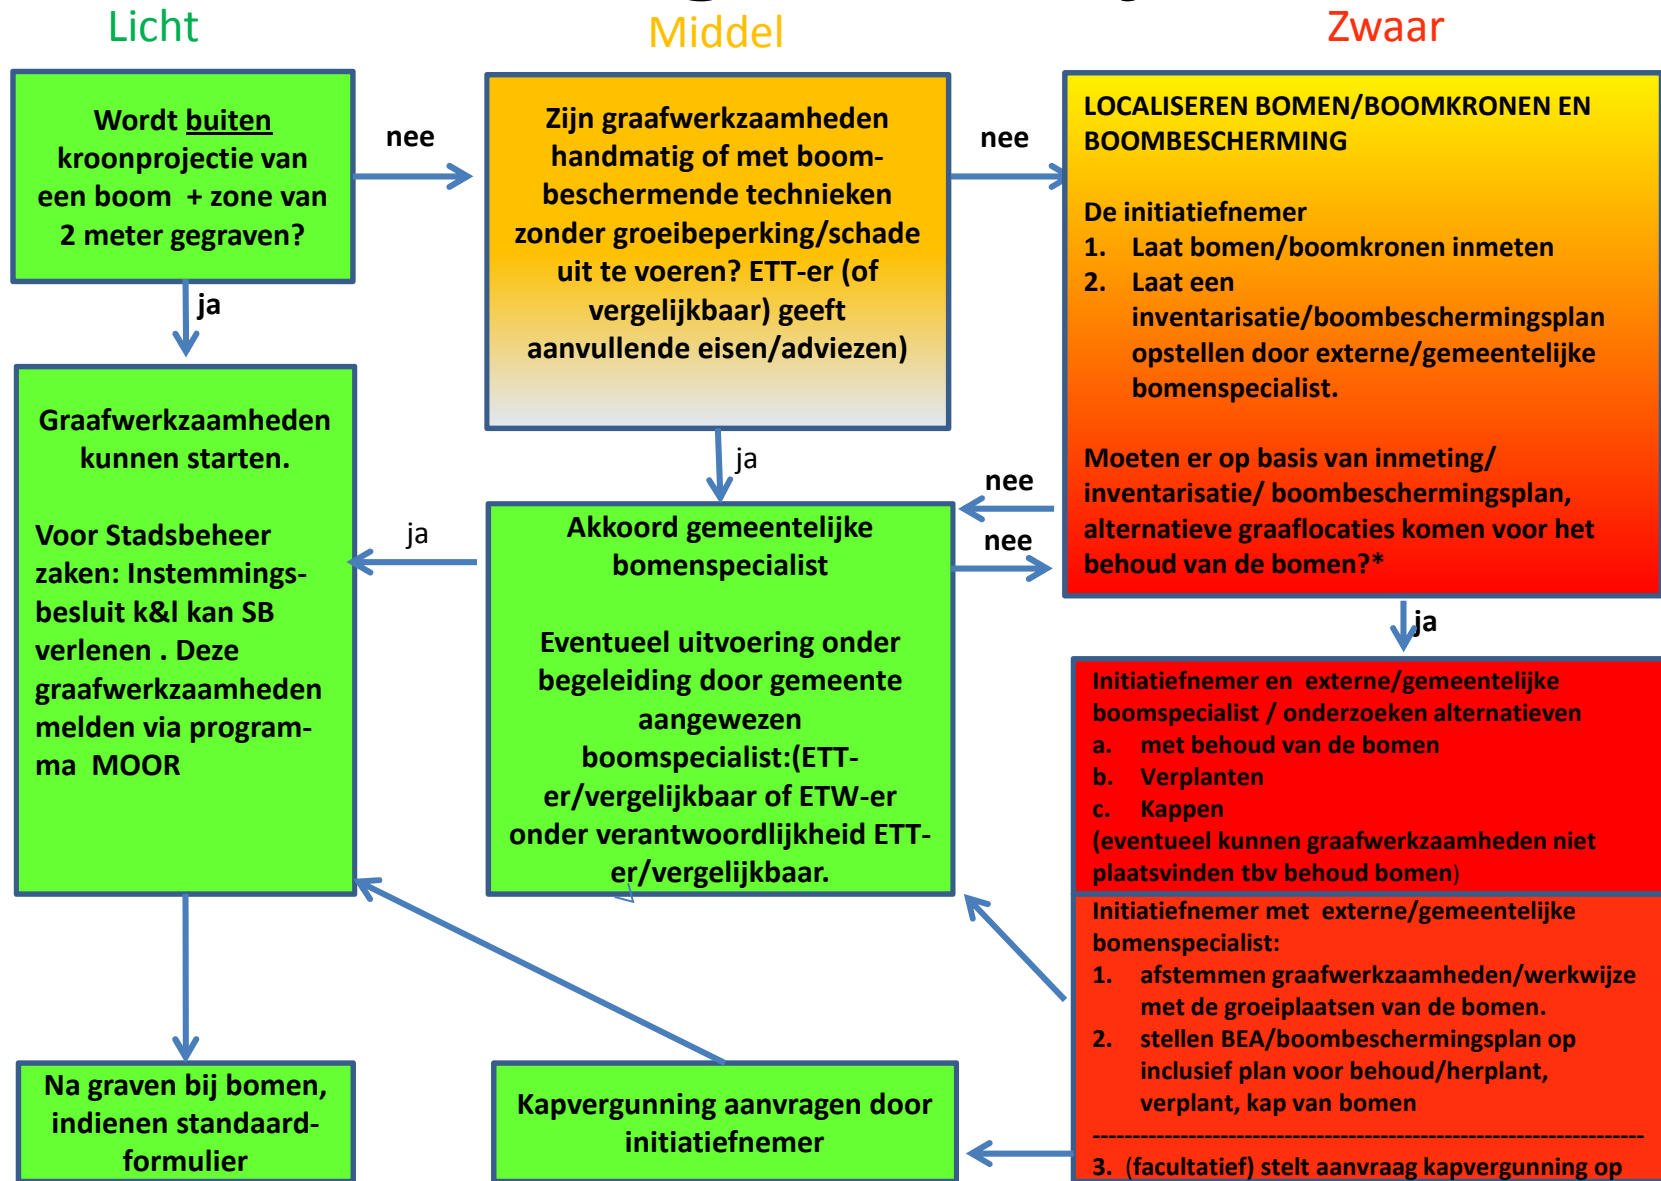 Licht
Middel
Zwaar
Wordt buiten
kroonprojectie van
een boom + zone van
2 meter gegraven?
nee
Zijn graafwerkzaamheden
handmatig of met boom-
beschermende technieken
zonder groeibeperking/schade
uit te voeren? ETT-er (of
vergelijkbaar) geeft
aanvullende eisen/adviezen)
nee
LOCALISEREN BOMEN/BOOMKRONEN EN
BOOMBESCHERMING
De initiatiefnemer
1. Laat bomen/boomkronen inmeten
2. Laat een
inventarisatie/boombeschermingsplan
opstellen door externe/gemeentelijke
bomenspecialist.
Moeten er op basis van inmeting/
inventarisatie/ boombeschermingsplan,
alternatieve graaflocaties komen voor het
behoud van de bomen?*
ja
Graafwerkzaamheden
kunnen starten.
Voor Stadsbeheer
zaken: Instemmings-
besluit k&l kan SB
verlenen . Deze
graafwerkzaamheden
melden via program-
ma MOOR
ja
ja
Akkoord gemeentelijke
bomenspecialist
Eventueel uitvoering onder
begeleiding door gemeente
aangewezen
boomspecialist:(ETT-
er/vergelijkbaar of ETW-er
onder verantwoordelijkheid ETT-
er/vergelijkbaar.
nee
nee
ja
Initiatiefnemer en externe/gemeentelijke
boomspecialist / onderzoeken alternatieven
a. met behoud van de bomen
b. Verplanten
c. Kappen
(eventueel kunnen graafwerkzaamheden niet
plaatsvinden tbv behoud bomen)
Initiatiefnemer met externe/gemeentelijke
bomenspecialist:
1. afstemmen graafwerkzaamheden/werkwijze
met de groeiplaatsen van de bomen.
2. stellen BEA/boombeschermingsplan op
inclusief plan voor behoud/herplant,
verplant, kap van bomen
---------------------------------------------------------------------
3. (facultatief) stelt aanvraag kapvergunning op
Na graven bij bomen,
indienen standaard-
formulier
Kapvergunning aanvragen door
initiatiefnemer